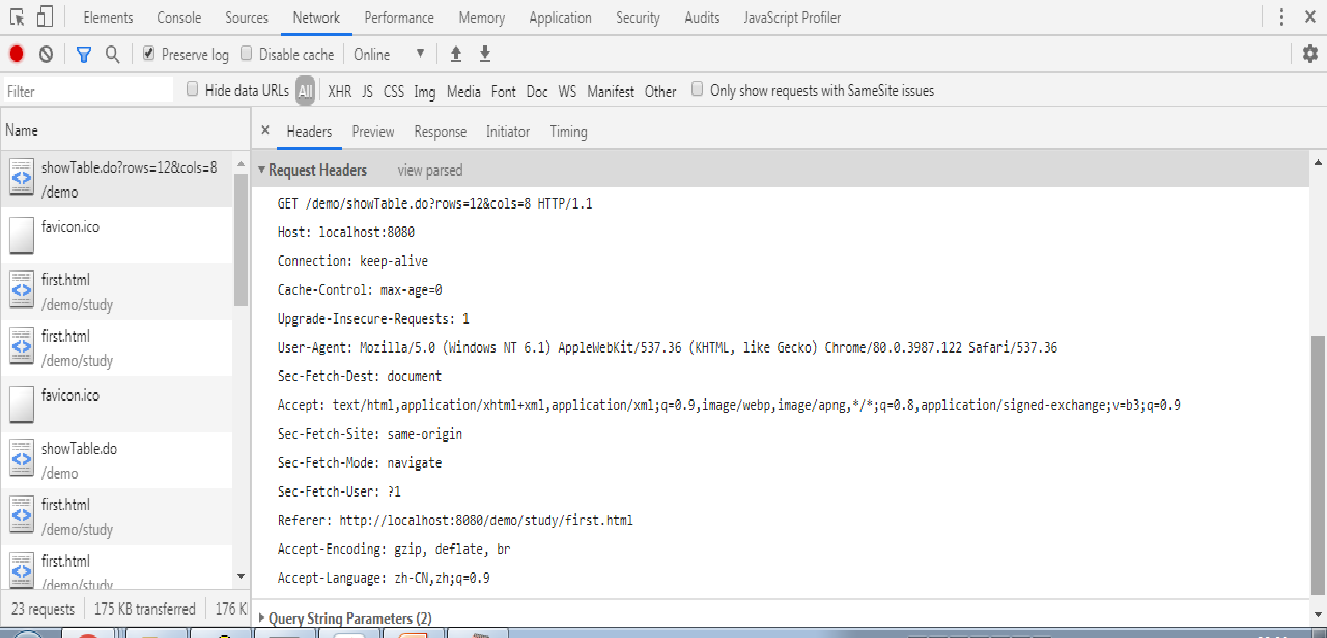 Elements Console Sources Network Performance Memory Application Security Audits JavaScript Profiler
Preserve log Disable cache Online
Filter Hide data URLs All XHR JS CSS Img Media Font Doc WS Manifest Other Only show requests with SameSite issues
Name
showTable.do?rows=12&cols=8
/demo
favicon.ico
first.html
/demo/study
first.html
/demo/study
favicon.ico
showTable.do
/demo
first.html
/demo/study
first.html
/demo/study
23 requests 175 KB transferred 176 K
Headers Preview Response Initiator Timing
Request Headers view parsed
GET /demo/showTable.do?rows=12&cols=8 HTTP/1.1
Host: localhost:8080
Connection: keep-alive
Cache-Control: max-age=0
Upgrade-Insecure-Requests: 1
User-Agent: Mozilla/5.0 (Windows NT 6.1) AppleWebKit/537.36 (KHTML, like Gecko) Chrome/80.0.3987.122 Safari/537.36
Sec-Fetch-Dest: document
Accept: text/html,application/xhtml+xml,application/xml;q=0.9,image/webp,image/apng,*/*;q=0.8,application/signed-exchange;v=b3;q=0.9
Sec-Fetch-Site: same-origin
Sec-Fetch-Mode: navigate
Sec-Fetch-User: ?1
Referer: http://localhost:8080/demo/study/first.html
Accept-Encoding: gzip, deflate, br
Accept-Language: zh-CN,zh;q=0.9
Query String Parameters (2)